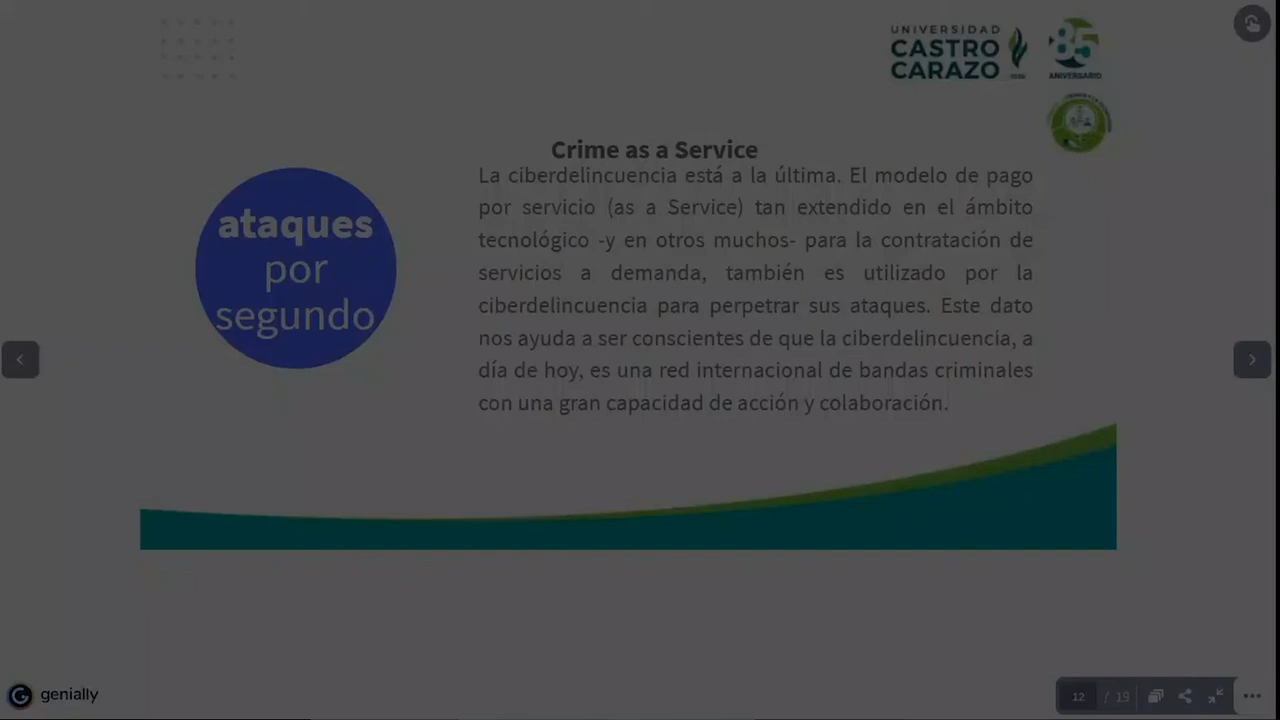 UNIVERSIDAD
CASTRO
CARAZO
85
ANIVERSARIO
Crime as a Service
ataques
por
segundo
La ciberdelincuencia está a la última. El modelo de pago
por servicio (as a Service) tan extendido en el ámbito
tecnológico -y en otros muchos- para la contratación de
servicios a demanda, también es utilizado por la
ciberdelincuencia para perpetrar sus ataques. Este dato
nos ayuda a ser conscientes de que la ciberdelincuencia, a
día de hoy, es una red internacional de bandas criminales
con una gran capacidad de acción y colaboración.
genially
12 / 19